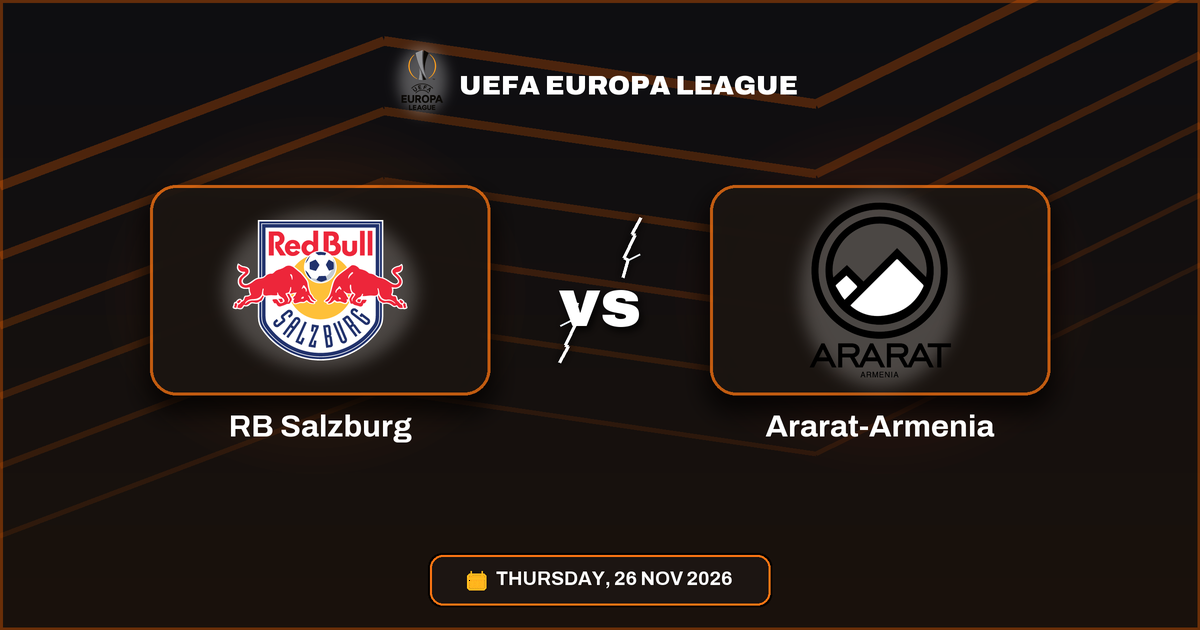 UEFA
EUROPA
LEAGUE
UEFA EUROPA LEAGUE
Red Bull
SALZBURG
VS
ARARAT
ARMENIA
RB Salzburg
Ararat-Armenia
THURSDAY, 26 NOV 2026